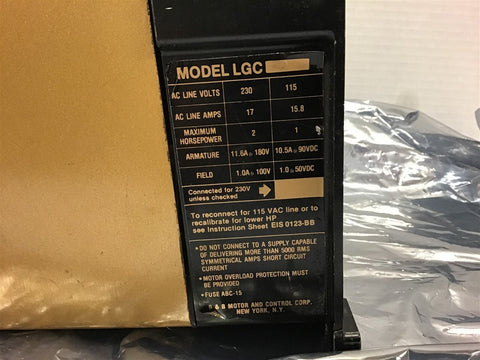 MODEL LGC
AC LINE VOLTS 230 115
AC LINE AMPS 17 15.8
MAXIMUM
HORSEPOWER 2 1
ARMATURE 11.6A @ 180V 10.5A @ 90VDC
FIELD 1.0A @ 100V 1.0 @ 50VDC
Connected for 230V
unless checked
To reconnect for 115 VAC line or to
recalibrate for lower HP
see Instruction Sheet EIS 0123-BB
• DO NOT CONNECT TO A SUPPLY CAPABLE
OF DELIVERING MORE THAN 5000 RMS
SYMMETRICAL AMPS SHORT CIRCUIT
CURRENT
• MOTOR OVERLOAD PROTECTION MUST
BE PROVIDED
• FUSE ABC-15
& B MOTOR AND CONTROL CORP.
NEW YORK, N.Y.